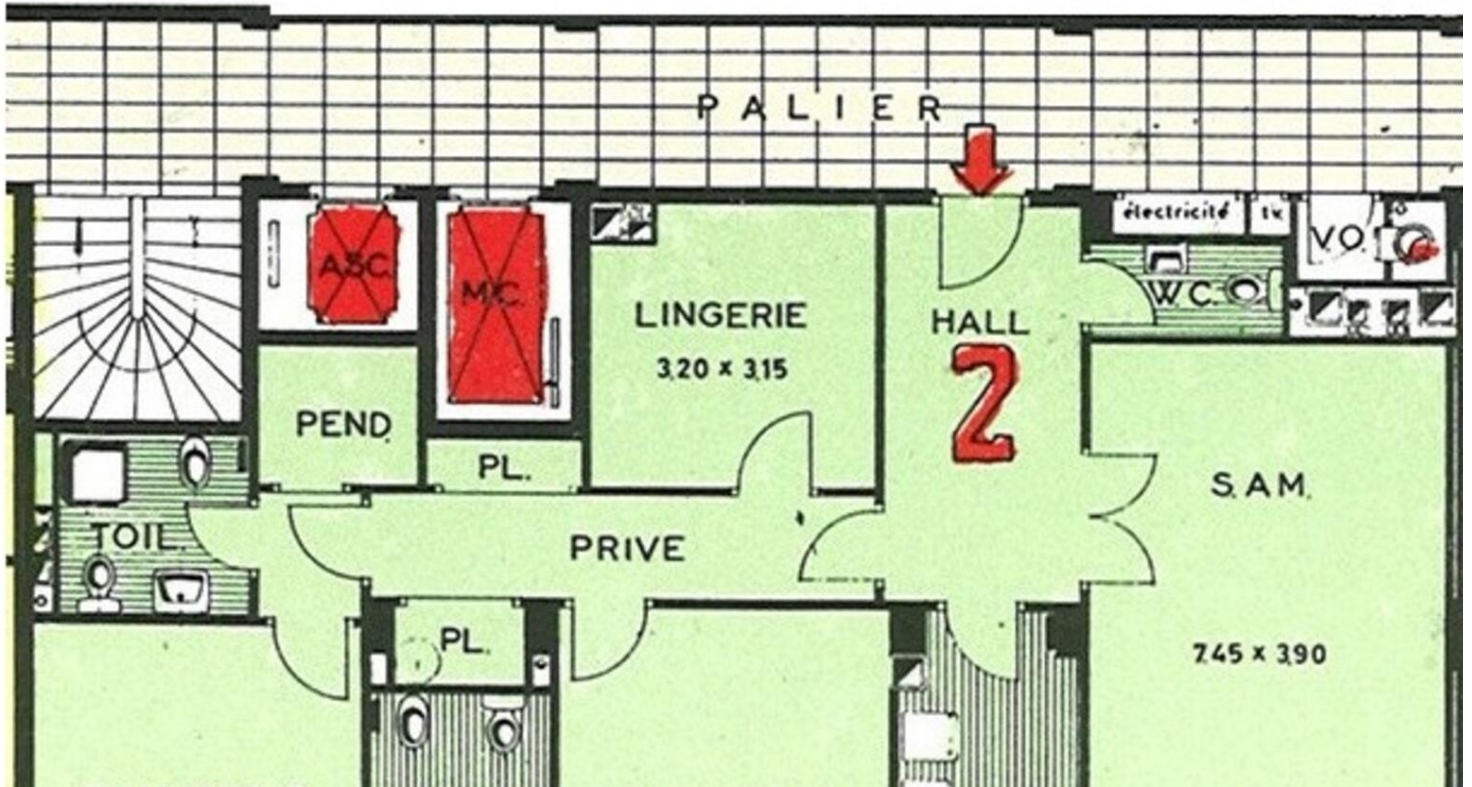 PALIER
électricité
tv.
V.O.
ASC.
M.C.
W.C.
LINGERIE
HALL
3,20 x 3,15
2
PEND.
PL.
S. A M.
TOIL.
PRIVE
PL.
7.45 x 3,90